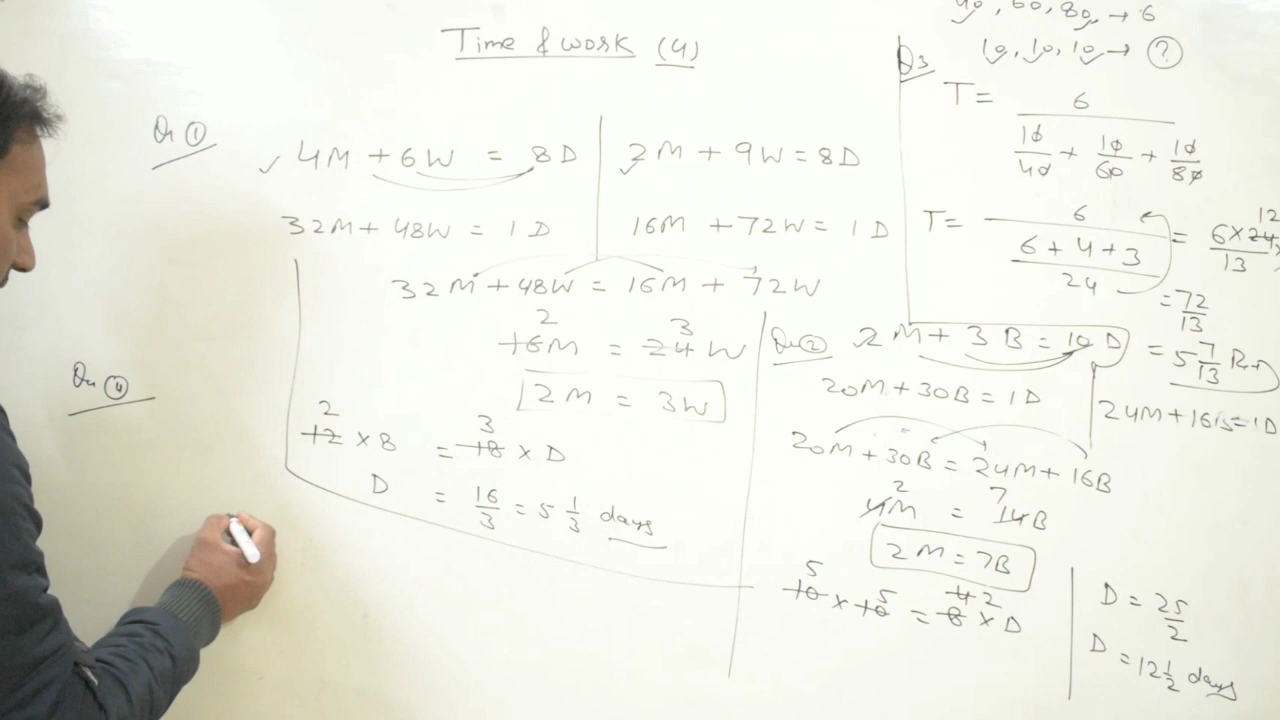 Time & work (4)
Qu ①
4M + 6W = 8D
2M + 9W = 8D
32M + 48W = 1D
16M + 72W = 1D
32M + 48W = 16M + 72W
2 3
16M = 24W
2M = 3W
2 3
12 × 8 = 18 × D
D = 16/3 = 5 1/3 days
Qu ②
2M + 3B = 10D
20M + 30B = 1D
24M + 16B = 1D
20M + 30B = 24M + 16B
2 7
4M = 14B
2M = 7B
5 5 4 2
10 × 10 = 8 × D
D = 25/2
D = 12 1/2 days
Q3
40, 60, 80, → 6
10, 10, 10 → ?
T = 6 / (10/40 + 10/60 + 10/80)
T = 6 / ((6 + 4 + 3)/24)
12
= 6 × 24 / 13
= 72/13
= 5 7/13
Qu ④